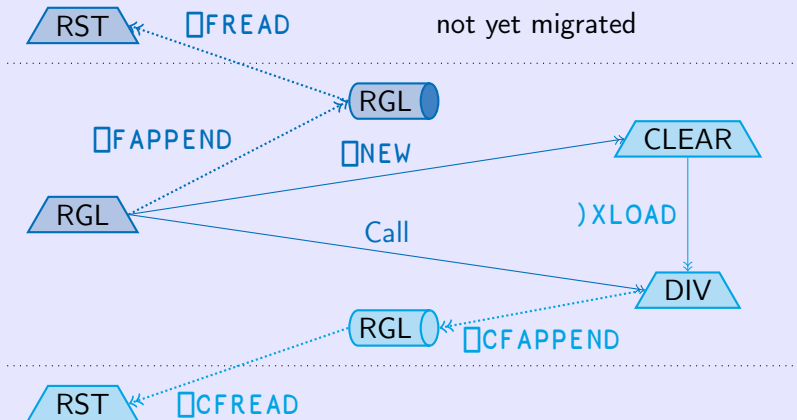 RST ⎕FREAD not yet migrated
RGL
⎕FAPPEND
⎕NEW
CLEAR
RGL
)XLOAD
Call
DIV
RGL
⎕CFAPPEND
RST ⎕CFREAD